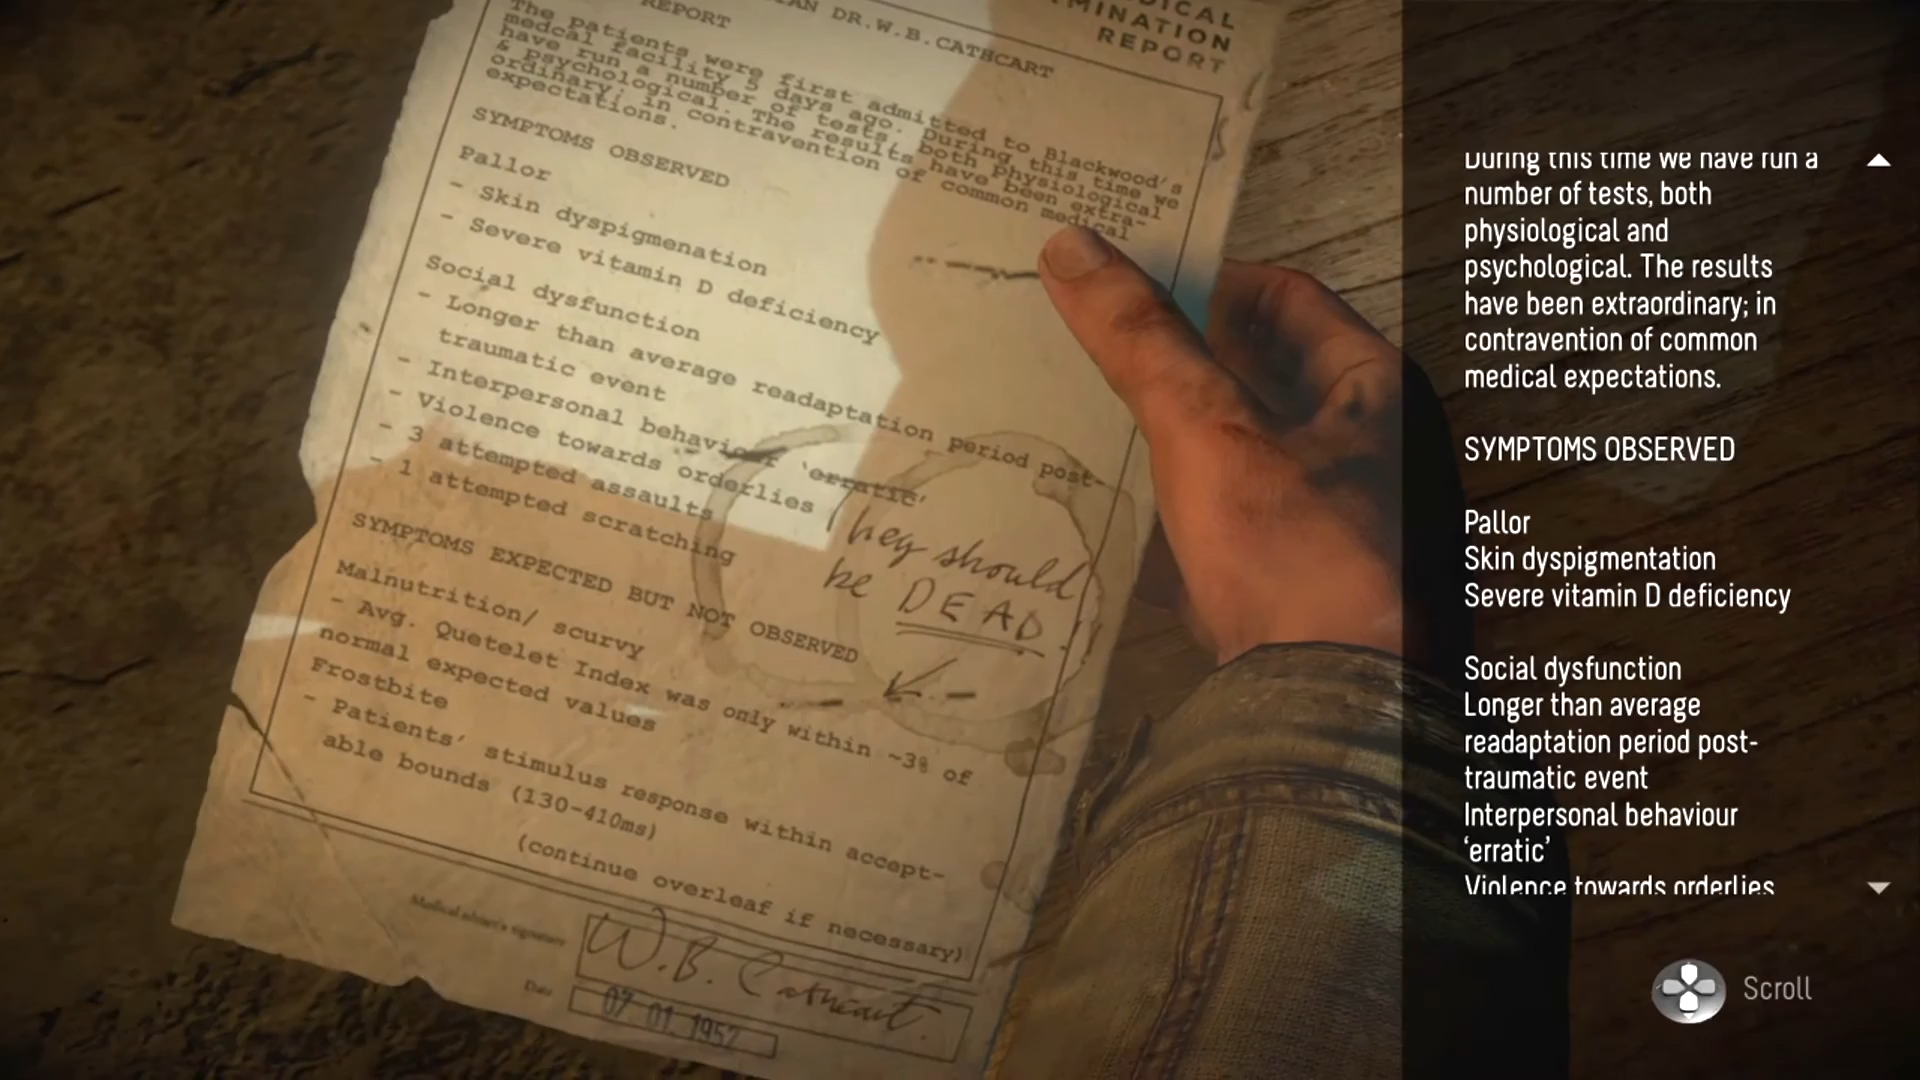 DICAL
MINATION
REPORT
IAN DR.W.B.CATHCART
REPORT
The patients were first admitted to Blackwood's
medcal facility 5 days ago. During this time we
have run a number of tests, both Physiological
& psychological. The results have been extra-
ordinary; in contravention of common medical
expectations.
SYMPTOMS OBSERVED
Pallor
- Skin dyspigmenation
- Severe vitamin D deficiency
Social dysfunction
- Longer than average readaptation period post-
traumatic event
- Interpersonal behaviour 'erratic'
- Violence towards orderlies
- 3 attempted assaults
- 1 attempted scratching
They should
be DEAD
SYMPTOMS EXPECTED BUT NOT OBSERVED
Malnutrition/ scurvy
- Avg. Quetelet Index was only within ~3% of
normal expected values
Frostbite
- Patients' stimulus response within accept-
able bounds (130-410ms)
(continue overleaf if necessary)
Medical adviser's signature
W.B. Cathcart.
Date
07 01 1952
During this time we have run a
number of tests, both
physiological and
psychological. The results
have been extraordinary; in
contravention of common
medical expectations.
SYMPTOMS OBSERVED
Pallor
Skin dyspigmentation
Severe vitamin D deficiency
Social dysfunction
Longer than average
readaptation period post-
traumatic event
Interpersonal behaviour
‘erratic’
Violence towards orderlies
Scroll